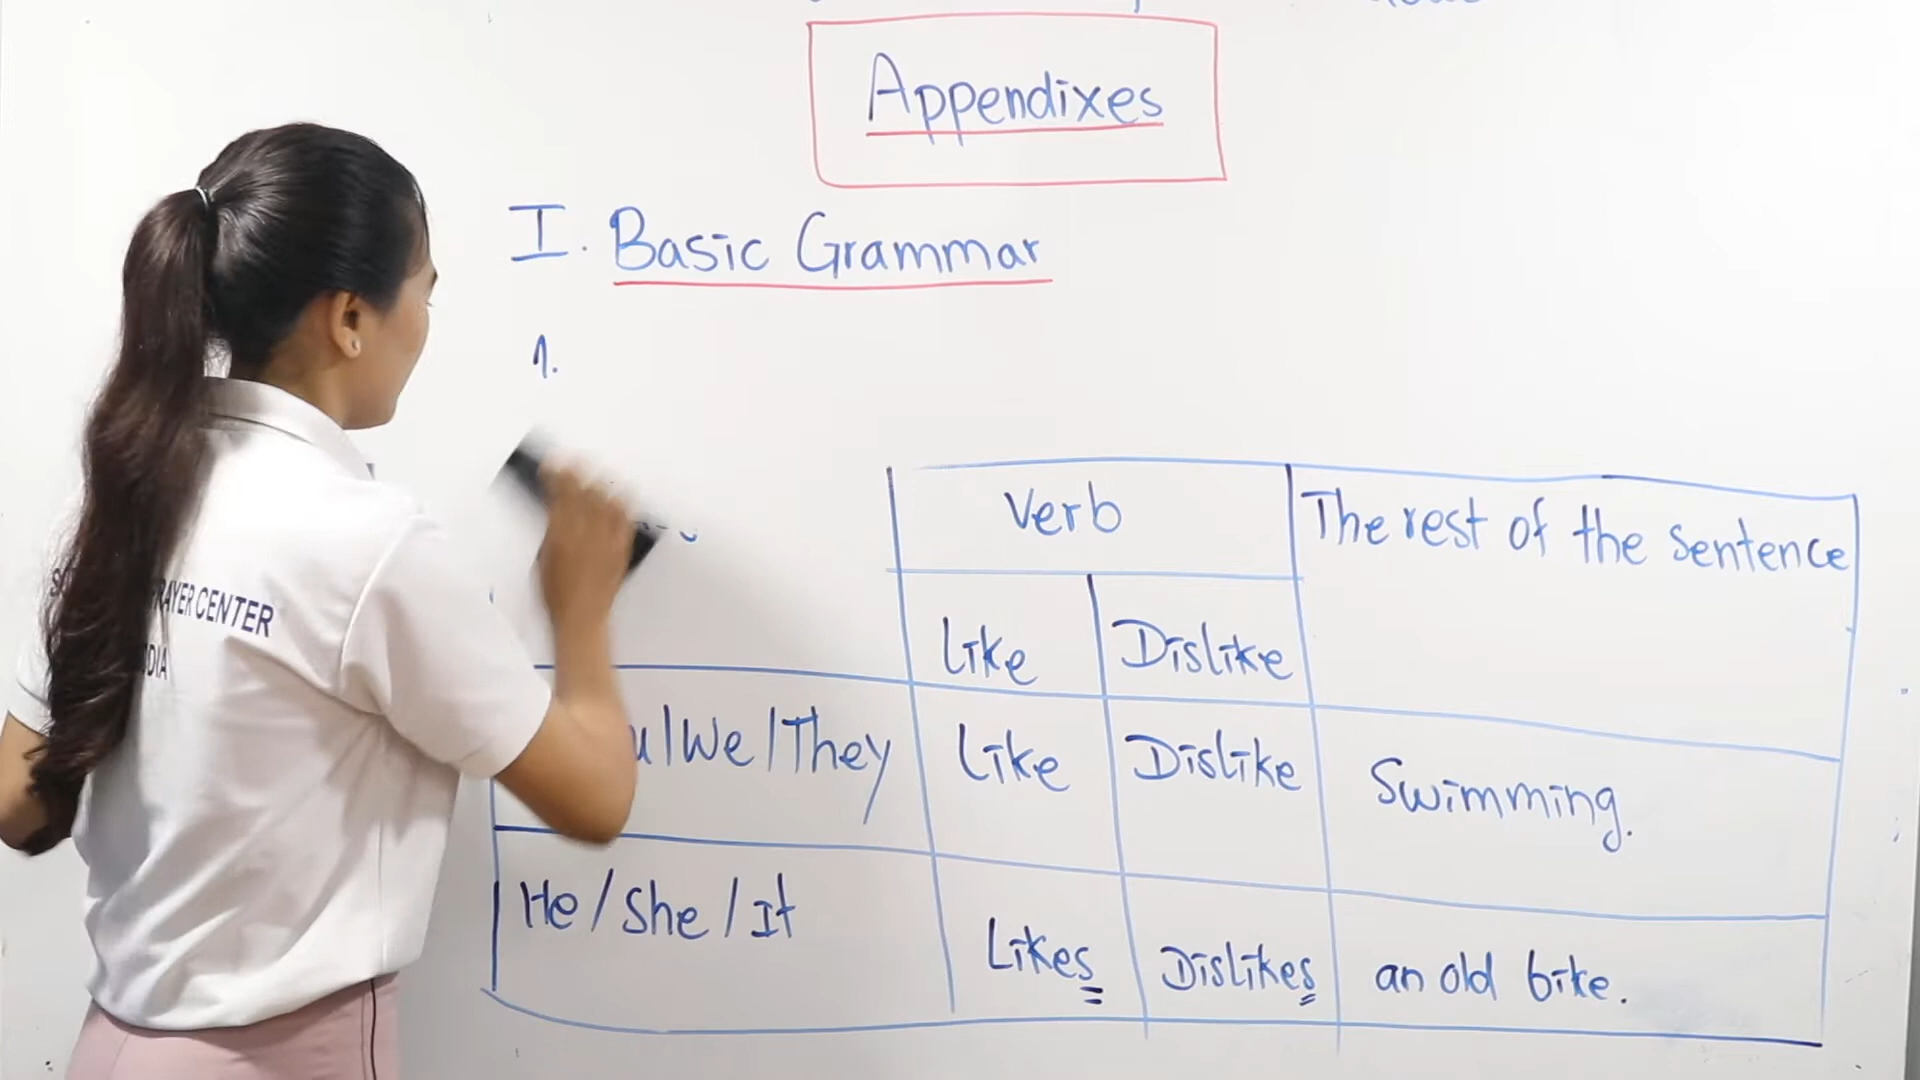 Appendixes
I. Basic Grammar
1.
Verb
The rest of the sentence
Like
Dislike
/We/They
Like
Dislike
Swimming.
He/She/It
Likes
Dislikes
an old bike.
CENTER